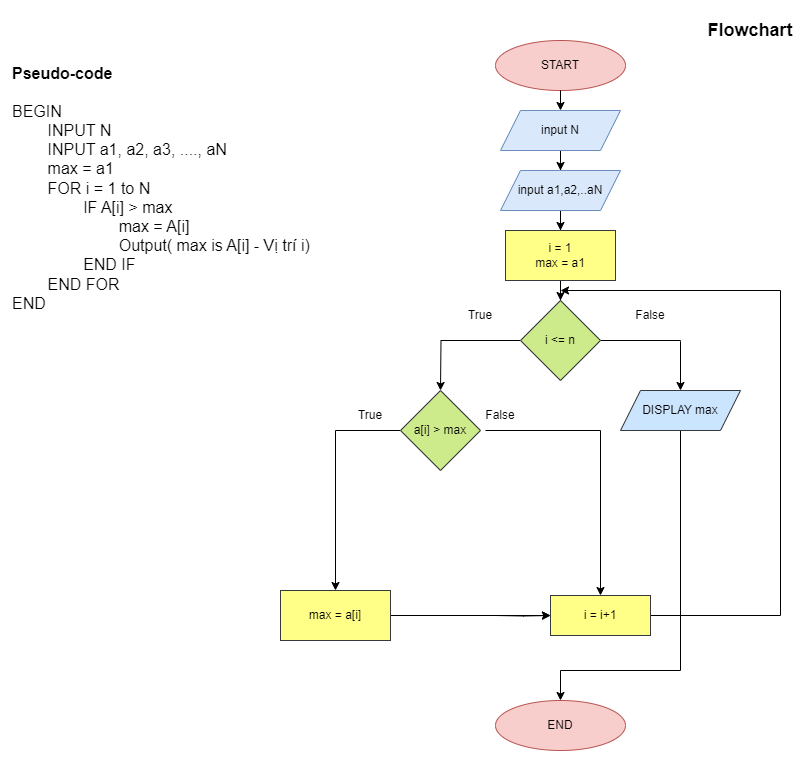 Flowchart
Pseudo-code
BEGIN
INPUT N
INPUT a1, a2, a3, ...., aN
max = a1
FOR i = 1 to N
IF A[i] > max
max = A[i]
Output( max is A[i] - Vị trí i)
END IF
END FOR
END
START
input N
input a1,a2,..aN
i = 1
max = a1
True
False
i <= n
DISPLAY max
True
False
a[i] > max
max = a[i]
i = i+1
END